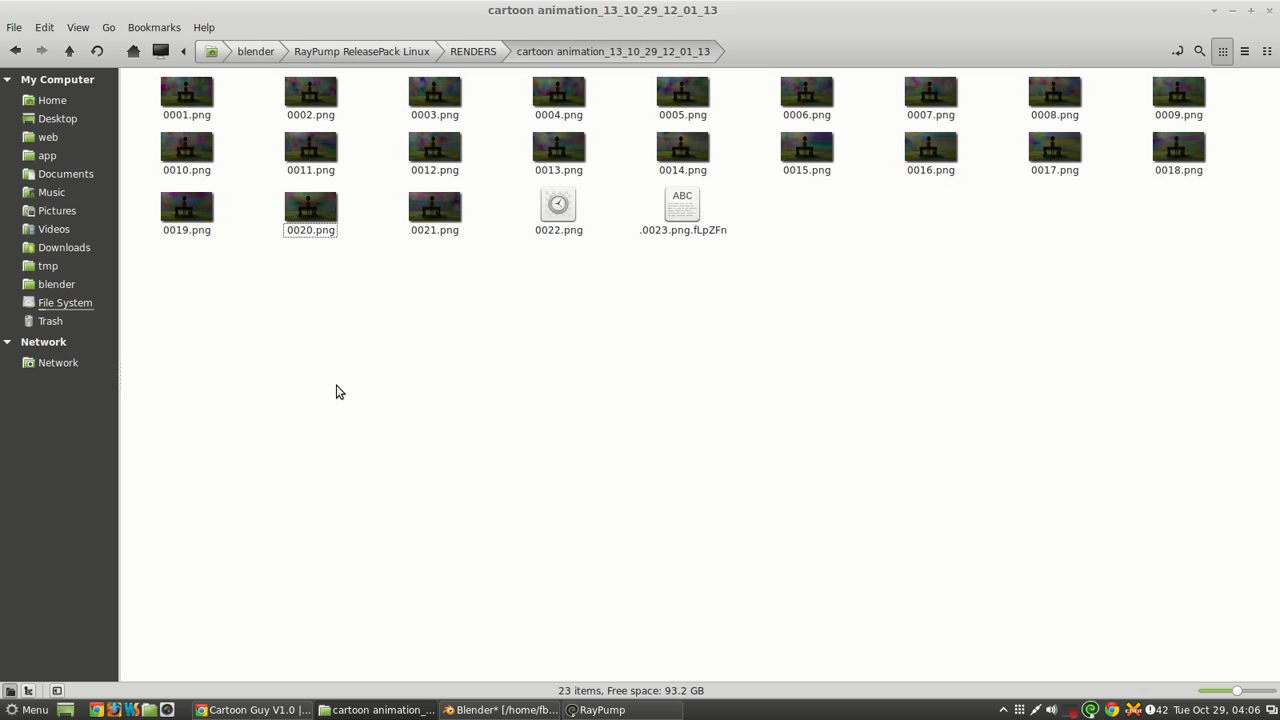 cartoon animation_13_10_29_12_01_13
File Edit View Go Bookmarks Help
blender RayPump ReleasePack Linux RENDERS cartoon animation_13_10_29_12_01_13
My Computer
Home
Desktop
web
app
Documents
Music
Pictures
Videos
Downloads
tmp
blender
File System
Trash
Network
Network
0001.png 0002.png 0003.png 0004.png 0005.png 0006.png 0007.png 0008.png 0009.png
0010.png 0011.png 0012.png 0013.png 0014.png 0015.png 0016.png 0017.png 0018.png
ABC
0019.png 0020.png 0021.png 0022.png .0023.png.fLpZFn
23 items, Free space: 93.2 GB
Menu Cartoon Guy V1.0 |... cartoon animation_... Blender* [/home/fb... RayPump 42 Tue Oct 29, 04:06